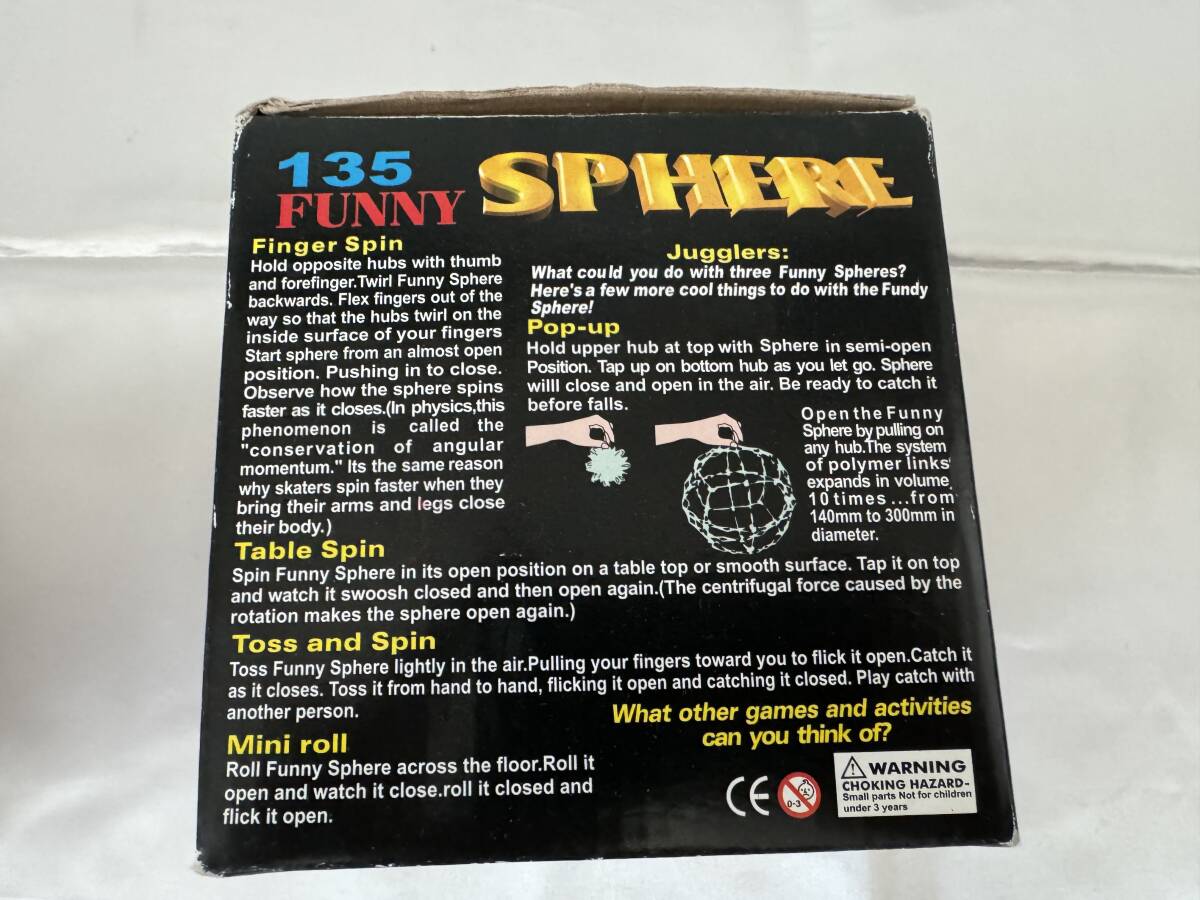 135
FUNNY
SPHERE
Finger Spin
Hold opposite hubs with thumb
and forefinger.Twirl Funny Sphere
backwards. Flex fingers out of the
way so that the hubs twirl on the
inside surface of your fingers
Start sphere from an almost open
position. Pushing in to close.
Observe how the sphere spins
faster as it closes.(In physics,this
phenomenon is called the
"conservation of angular
momentum." Its the same reason
why skaters spin faster when they
bring their arms and legs close
their body.)
Jugglers:
What could you do with three Funny Spheres?
Here's a few more cool things to do with the Fundy
Sphere!
Pop-up
Hold upper hub at top with Sphere in semi-open
Position. Tap up on bottom hub as you let go. Sphere
willl close and open in the air. Be ready to catch it
before falls.
Open the Funny
Sphere by pulling on
any hub.The system
of polymer links
expands in volume
10 times ...from
140mm to 300mm in
diameter.
Table Spin
Spin Funny Sphere in its open position on a table top or smooth surface. Tap it on top
and watch it swoosh closed and then open again.(The centrifugal force caused by the
rotation makes the sphere open again.)
Toss and Spin
Toss Funny Sphere lightly in the air.Pulling your fingers toward you to flick it open.Catch it
as it closes. Toss it from hand to hand, flicking it open and catching it closed. Play catch with
another person.
What other games and activities
can you think of?
Mini roll
Roll Funny Sphere across the floor.Roll it
open and watch it close.roll it closed and
flick it open.
CE
0-3
WARNING
CHOKING HAZARD-
Small parts Not for children
under 3 years